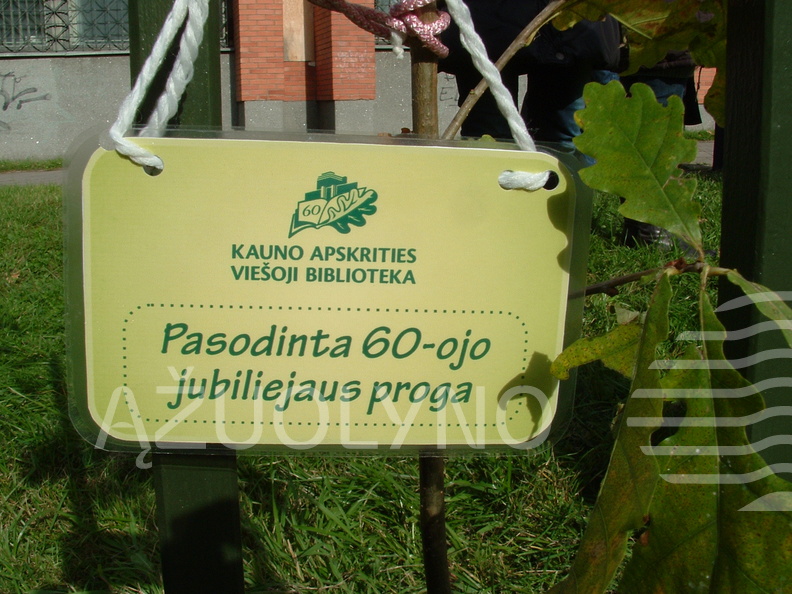 60
KAUNO APSKRITIES
VIEŠOJI BIBLIOTEKA
Pasodinta 60-ojo
jubiliejaus proga
ĄŽUOLYNO